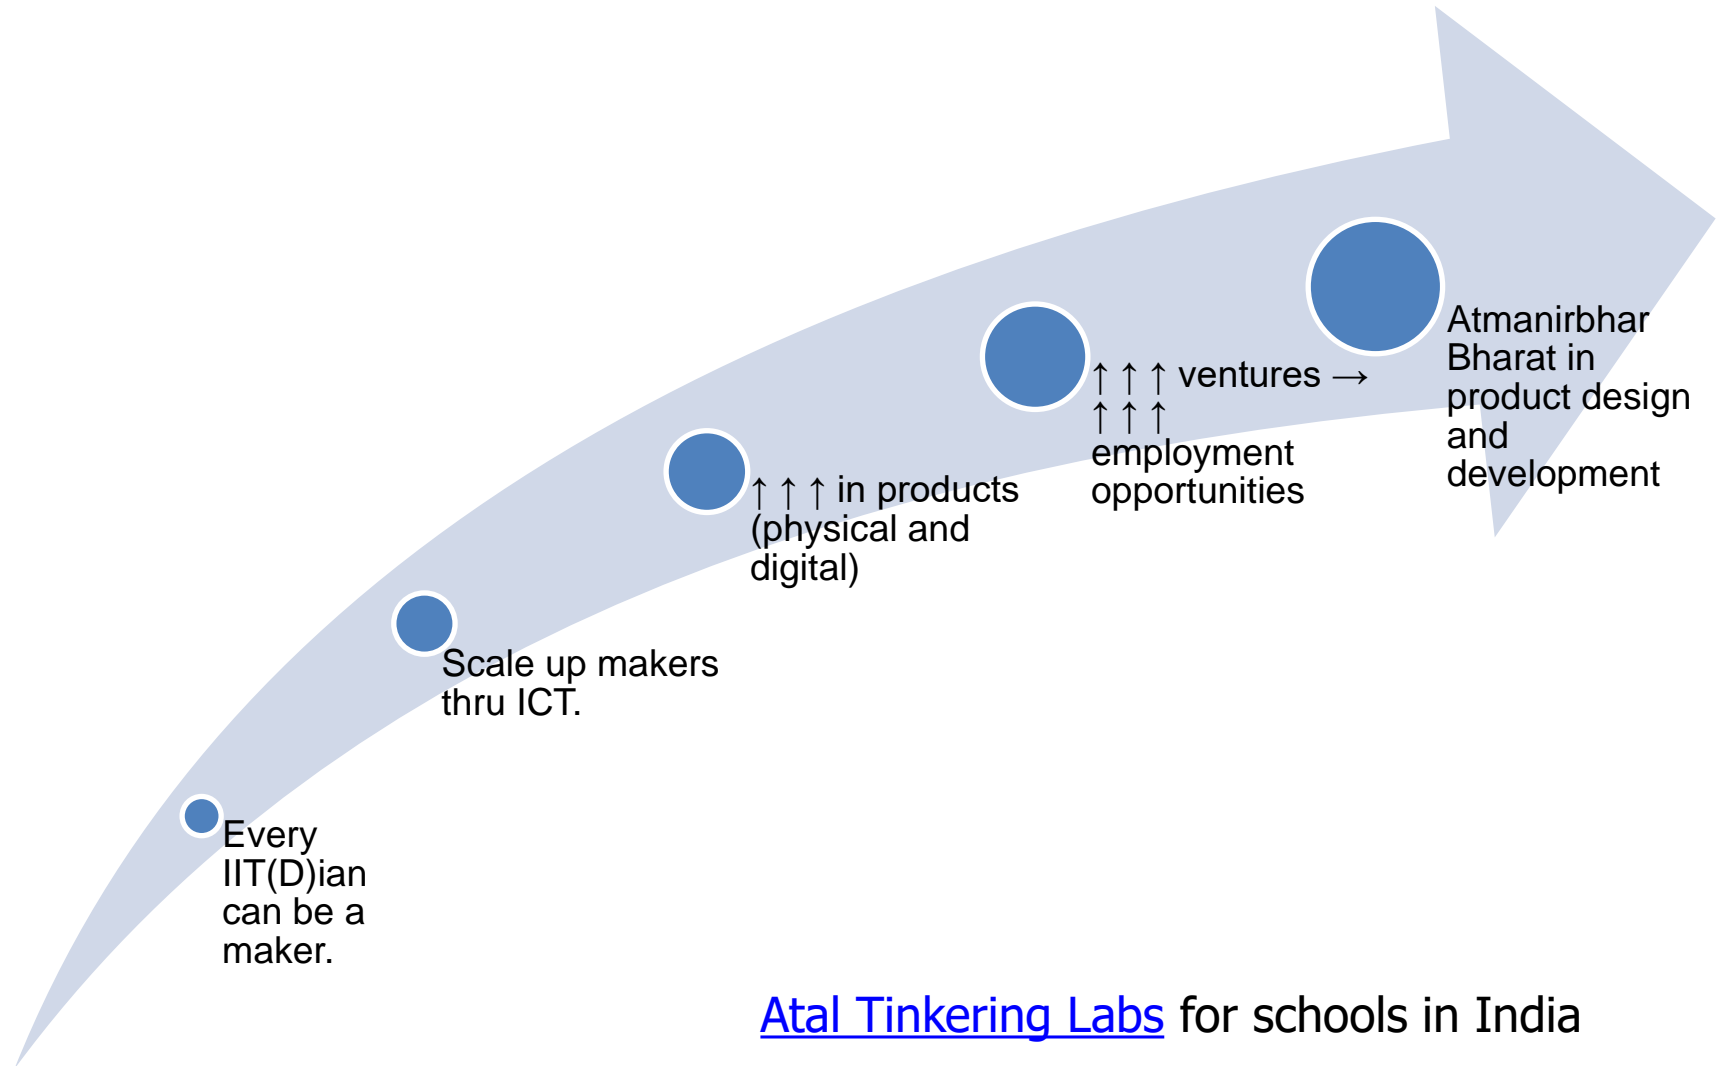 Every
IIT(D)ian
can be a
maker.
Scale up makers
thru ICT.
↑ ↑ ↑ in products
(physical and
digital)
↑ ↑ ↑ ventures →
↑ ↑ ↑
employment
opportunities
Atmanirbhar
Bharat in
product design
and
development
Atal Tinkering Labs for schools in India